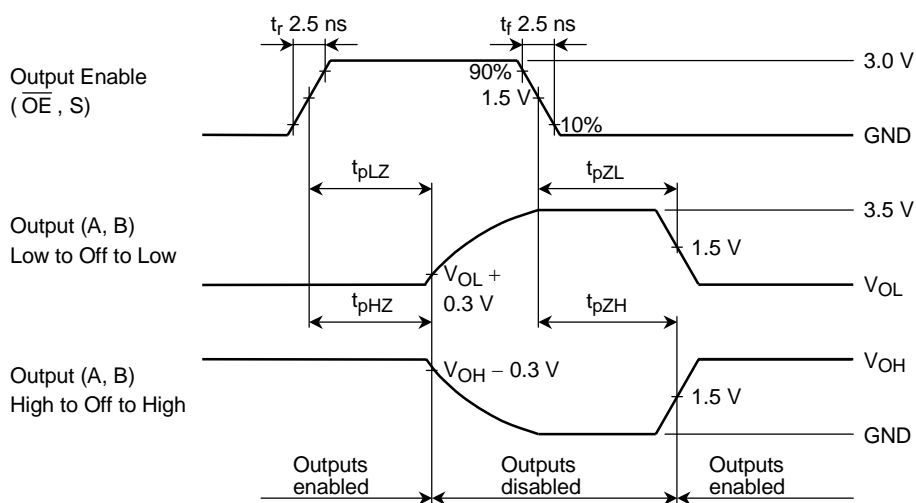 tr 2.5 ns
tf 2.5 ns
Output Enable
( OE , S)
90%
1.5 V
10%
3.0 V
GND
tpLZ
tpZL
Output (A, B)
Low to Off to Low
3.5 V
1.5 V
VOL +
0.3 V
VOL
tpHZ
tpZH
Output (A, B)
High to Off to High
VOH − 0.3 V
VOH
1.5 V
GND
Outputs
enabled
Outputs
disabled
Outputs
enabled